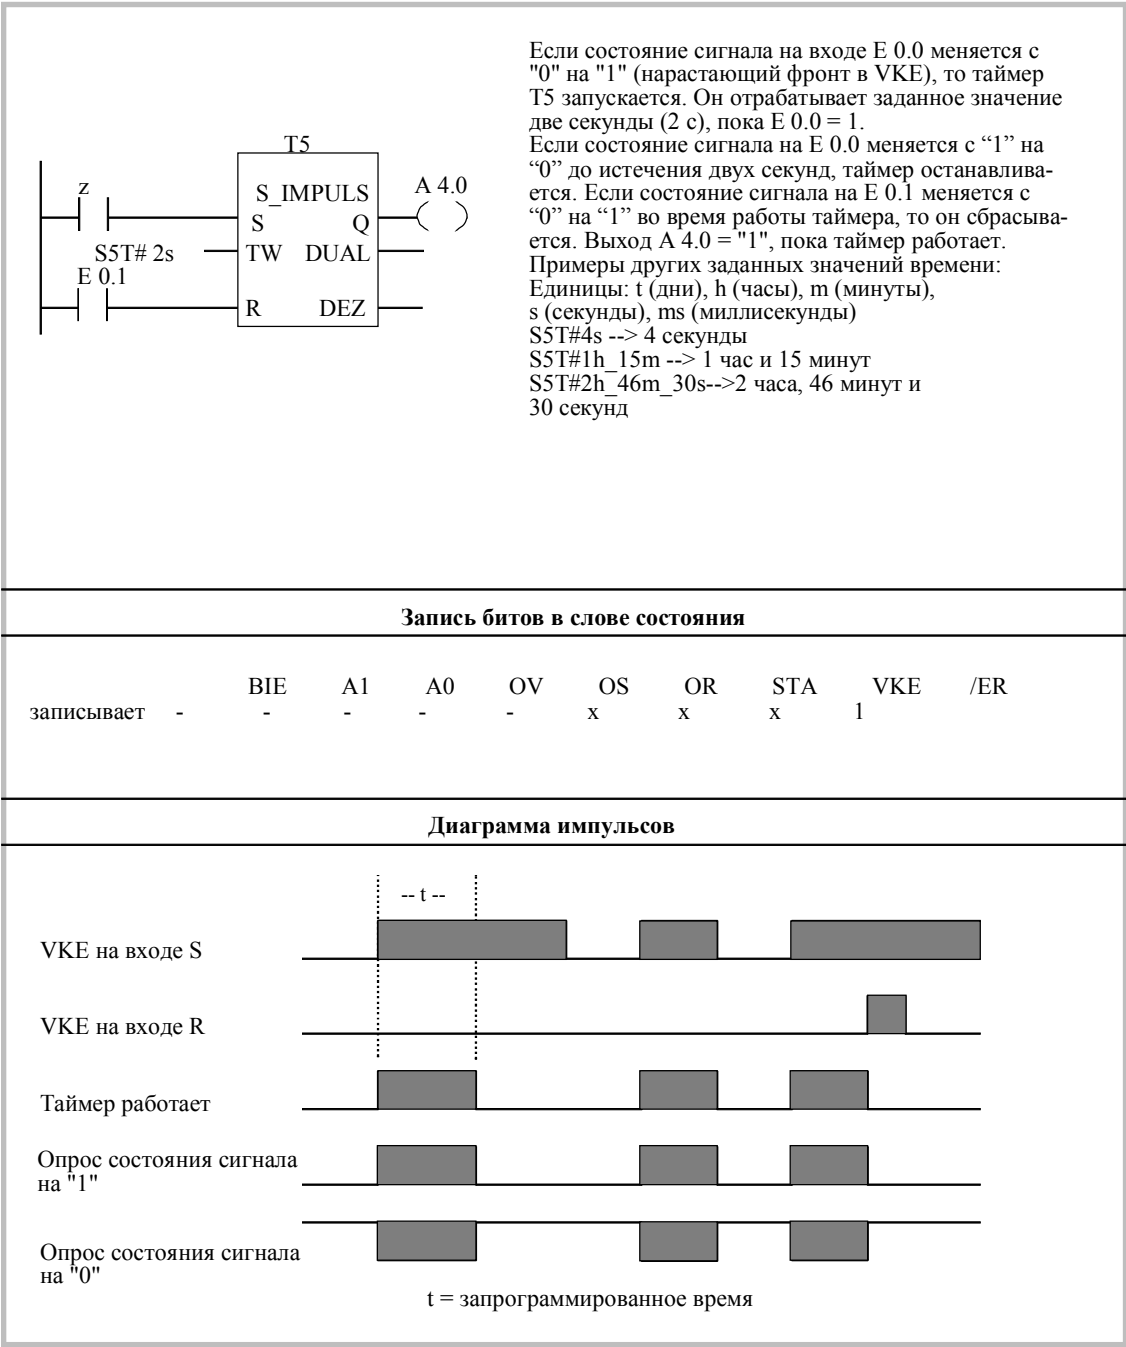 T5
z
S_IMPULS
A 4.0
S
Q
S5T# 2s
TW
DUAL
E 0.1
R
DEZ
Если состояние сигнала на входе E 0.0 меняется с
"0" на "1" (нарастающий фронт в VKE), то таймер
T5 запускается. Он отрабатывает заданное значение
две секунды (2 с), пока E 0.0 = 1.
Если состояние сигнала на E 0.0 меняется с “1” на
“0” до истечения двух секунд, таймер останавлива-
ется. Если состояние сигнала на E 0.1 меняется с
“0” на “1” во время работы таймера, то он сбрасыва-
ется. Выход A 4.0 = "1", пока таймер работает.
Примеры других заданных значений времени:
Единицы: t (дни), h (часы), m (минуты),
s (секунды), ms (миллисекунды)
S5T#4s --> 4 секунды
S5T#1h_15m --> 1 час и 15 минут
S5T#2h_46m_30s-->2 часа, 46 минут и
30 секунд
Запись битов в слове состояния
BIE A1 A0 OV OS OR STA VKE /ER
записывает - - - - - x x x 1
Диаграмма импульсов
-- t --
VKE на входе S
VKE на входе R
Таймер работает
Опрос состояния сигнала
на "1"
Опрос состояния сигнала
на "0"
t = запрограммированное время